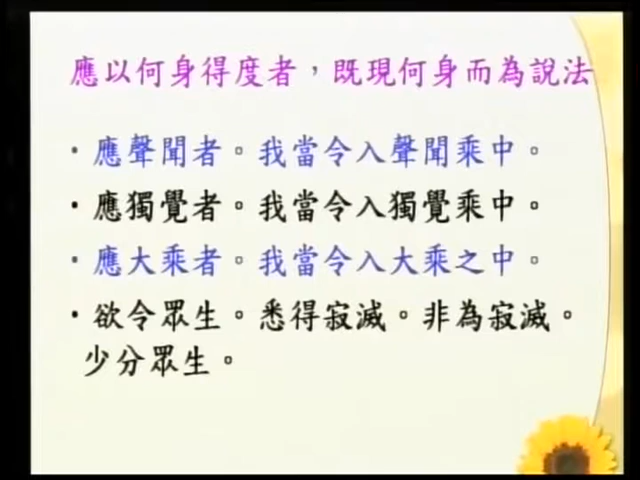 應以何身得度者，既現何身而為說法
・應聲聞者。我當令入聲聞乘中。
・應獨覺者。我當令入獨覺乘中。
・應大乘者。我當令入大乘之中。
・欲令眾生。悉得寂滅。非為寂滅。
少分眾生。